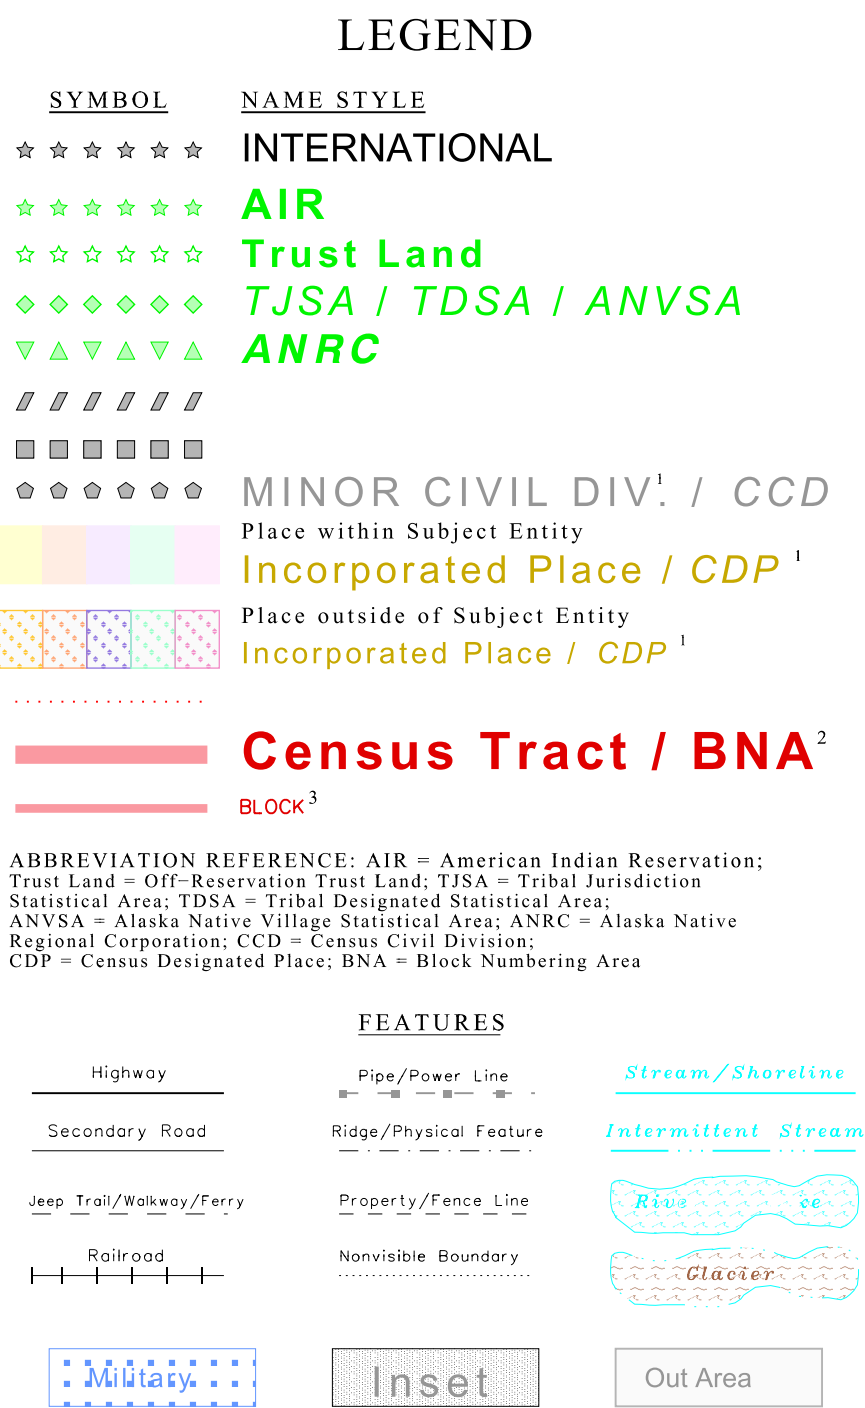 LEGEND
SYMBOL NAME STYLE
INTERNATIONAL
AIR
Trust Land
TJSA / TDSA / ANVSA
ANRC
MINOR CIVIL DIV.¹ / CCD
Place within Subject Entity
Incorporated Place / CDP ¹
Place outside of Subject Entity
Incorporated Place / CDP ¹
Census Tract / BNA²
BLOCK³
ABBREVIATION REFERENCE: AIR = American Indian Reservation;
Trust Land = Off-Reservation Trust Land; TJSA = Tribal Jurisdiction
Statistical Area; TDSA = Tribal Designated Statistical Area;
ANVSA = Alaska Native Village Statistical Area; ANRC = Alaska Native
Regional Corporation; CCD = Census Civil Division;
CDP = Census Designated Place; BNA = Block Numbering Area
FEATURES
Highway
Pipe/Power Line
Stream/Shoreline
Secondary Road
Ridge/Physical Feature
Intermittent Stream
Jeep Trail/Walkway/Ferry
Property/Fence Line
Railroad
Nonvisible Boundary
Glacier
Military
Inset
Out Area